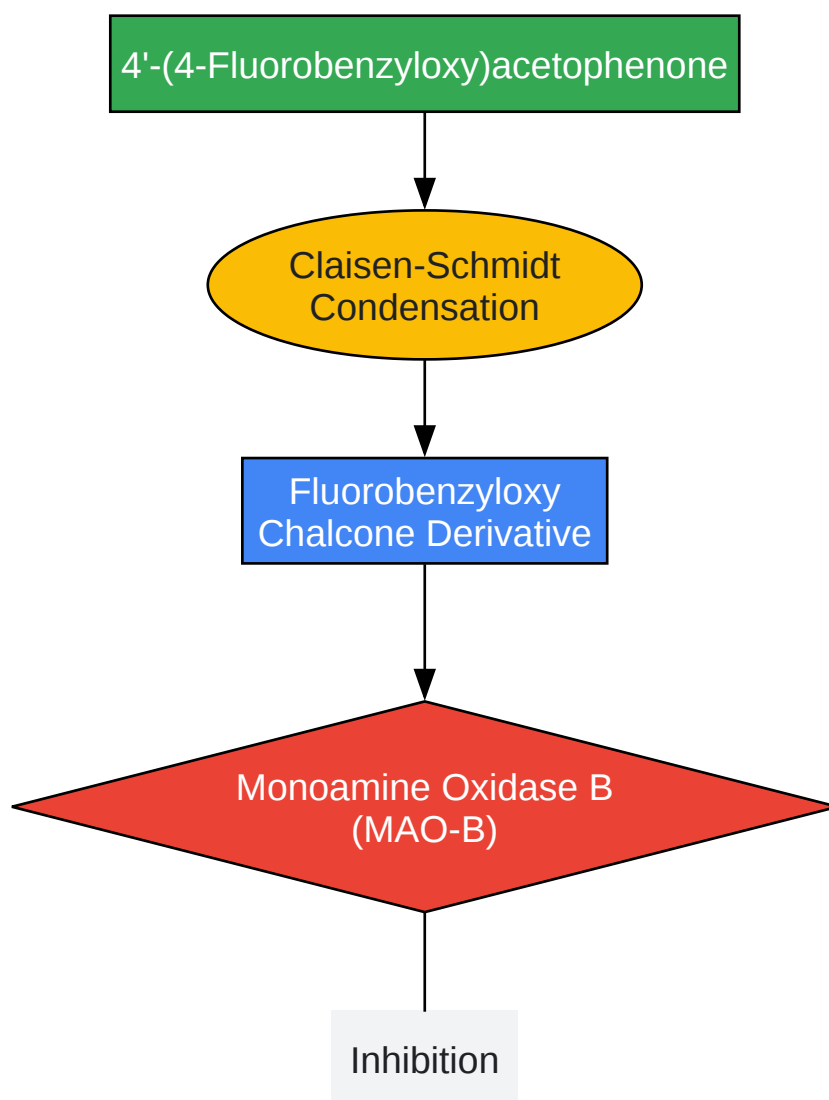 4'-(4-Fluorobenzyloxy)acetophenone
Claisen-Schmidt
Condensation
Fluorobenzyloxy
Chalcone Derivative
Monoamine Oxidase B
(MAO-B)
Inhibition